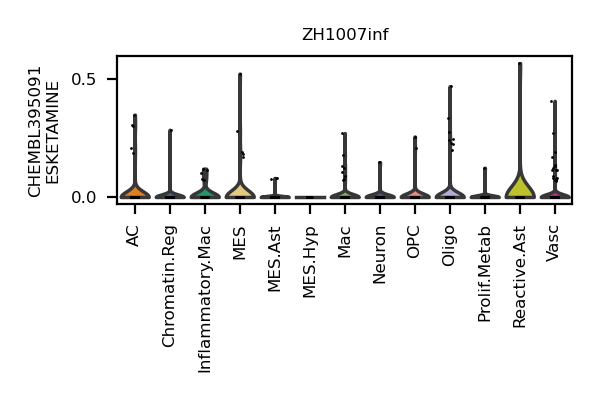 ZH1007inf
CHEMBL395091
ESKETAMINE
0.5
0.0
AC
Chromatin.Reg
Inflammatory.Mac
MES
MES.Ast
MES.Hyp
Mac
Neuron
OPC
Oligo
Prolif.Metab
Reactive.Ast
Vasc